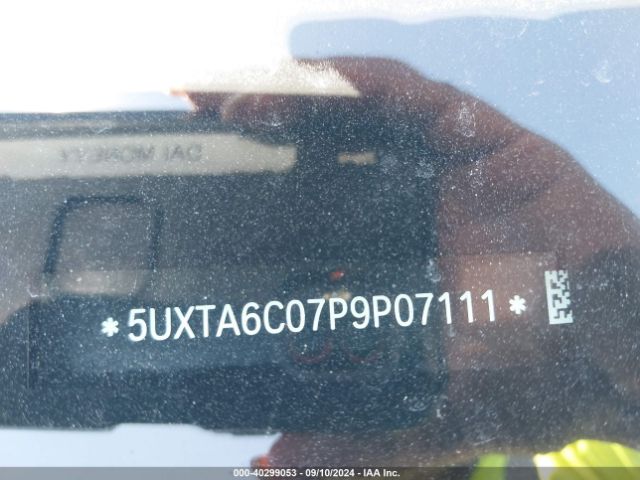 *5UXTA6C07P9P07111*
000-40299053 - 09/10/2024 - IAA Inc.